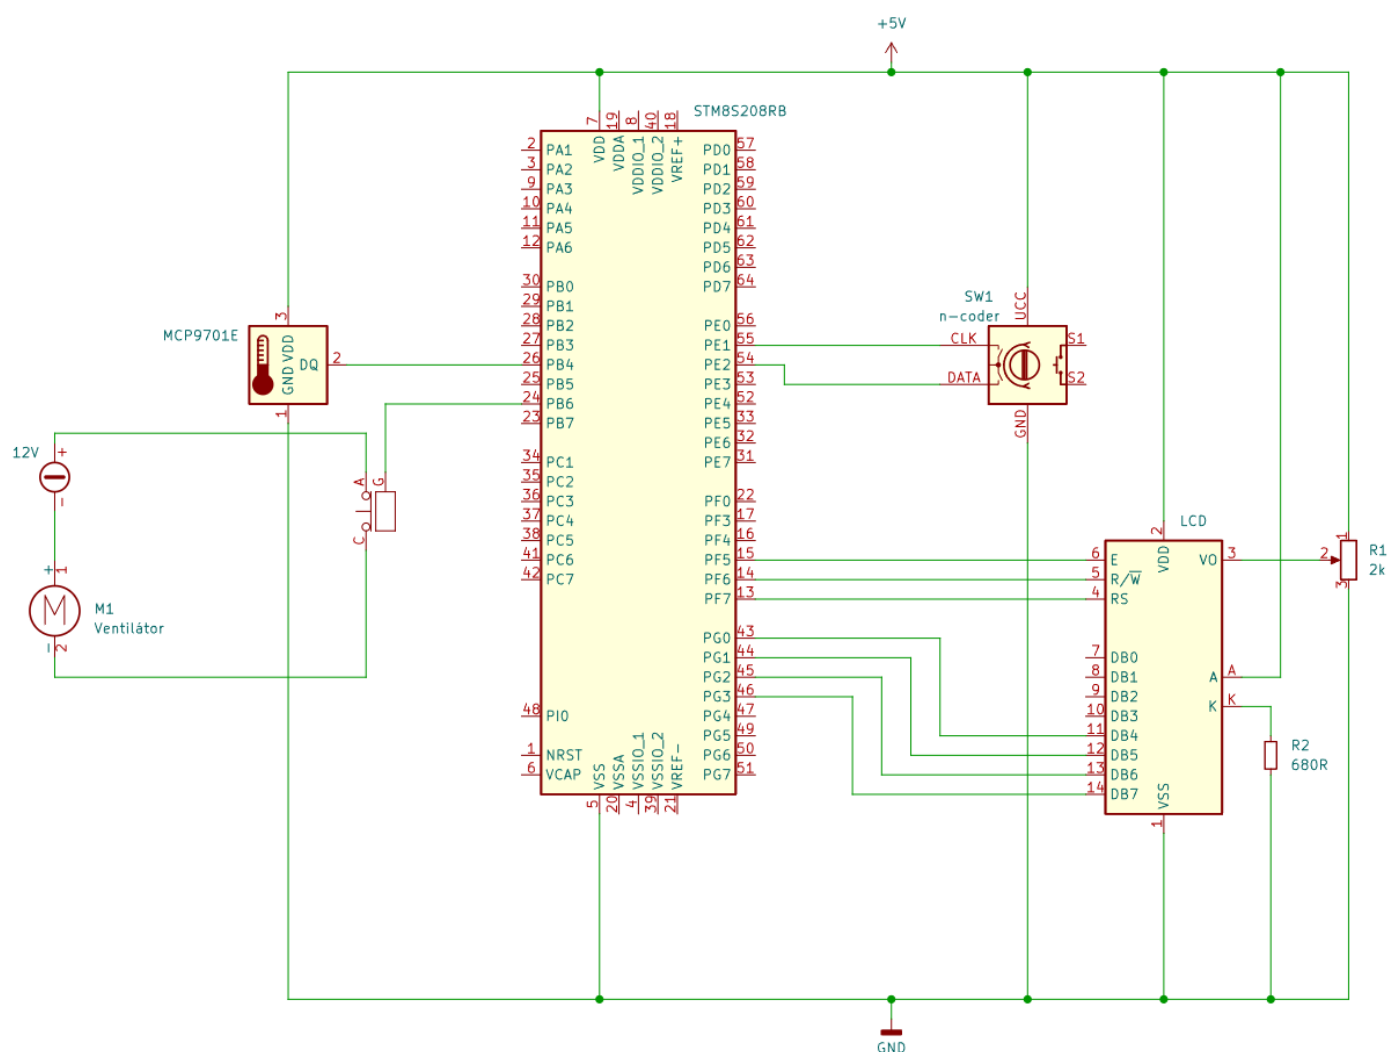 +5V
STM8S208RB
7 19 8 40 18
VDD VDDA VDDIO_1 VDDIO_2 VREF+
2 PA1
3 PA2
9 PA3
10 PA4
11 PA5
12 PA6
30 PB0
29 PB1
28 PB2
27 PB3
26 PB4
25 PB5
24 PB6
23 PB7
34 PC1
35 PC2
36 PC3
37 PC4
38 PC5
41 PC6
42 PC7
48 PI0
1 NRST
6 VCAP
PD0 57
PD1 58
PD2 59
PD3 60
PD4 61
PD5 62
PD6 63
PD7 64
PE0 56
PE1 55
PE2 54
PE3 53
PE4 52
PE5 33
PE6 32
PE7 31
PF0 22
PF3 17
PF4 16
PF5 15
PF6 14
PF7 13
PG0 43
PG1 44
PG2 45
PG3 46
PG4 47
PG5 49
PG6 50
PG7 51
VSS VSSA VSSIO_1 VSSIO_2 VREF-
5 20 4 39 21
MCP9701E
3
VDD
DQ 2
GND
1
12V
+
−
A G
C
+ 1
M
M1
Ventilátor
− 2
SW1
n-coder
UCC
CLK
DATA
S1
S2
GND
LCD
2
VDD
6 E
5 R/W̅
4 RS
7 DB0
8 DB1
9 DB2
10 DB3
11 DB4
12 DB5
13 DB6
14 DB7
VO 3
A A
K K
VSS
1
1
2
3
R1
2k
R2
680R
GND